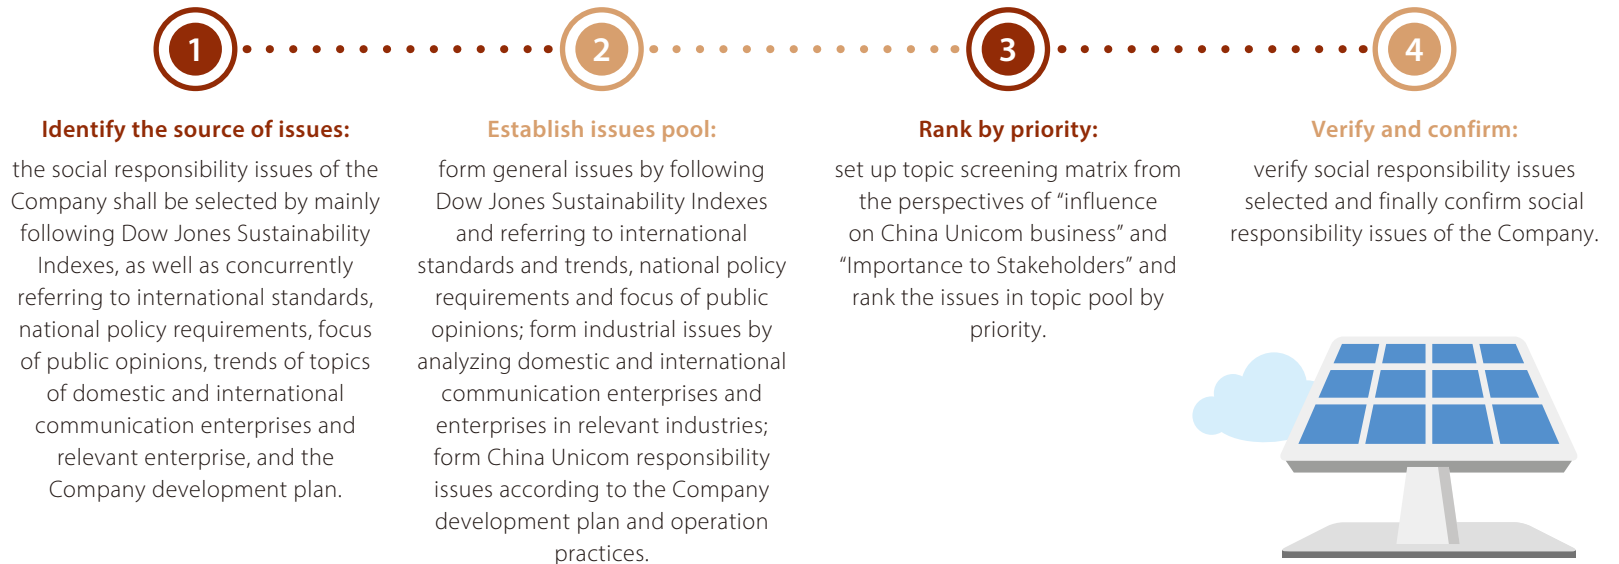 1
Identify the source of issues:
the social responsibility issues of the
Company shall be selected by mainly
following Dow Jones Sustainability
Indexes, as well as concurrently
referring to international standards,
national policy requirements, focus
of public opinions, trends of topics
of domestic and international
communication enterprises and
relevant enterprise, and the
Company development plan.
2
Establish issues pool:
form general issues by following
Dow Jones Sustainability Indexes
and referring to international
standards and trends, national policy
requirements and focus of public
opinions; form industrial issues by
analyzing domestic and international
communication enterprises and
enterprises in relevant industries;
form China Unicom responsibility
issues according to the Company
development plan and operation
practices.
3
Rank by priority:
set up topic screening matrix from
the perspectives of “influence
on China Unicom business” and
“Importance to Stakeholders” and
rank the issues in topic pool by
priority.
4
Verify and confirm:
verify social responsibility issues
selected and finally confirm social
responsibility issues of the Company.